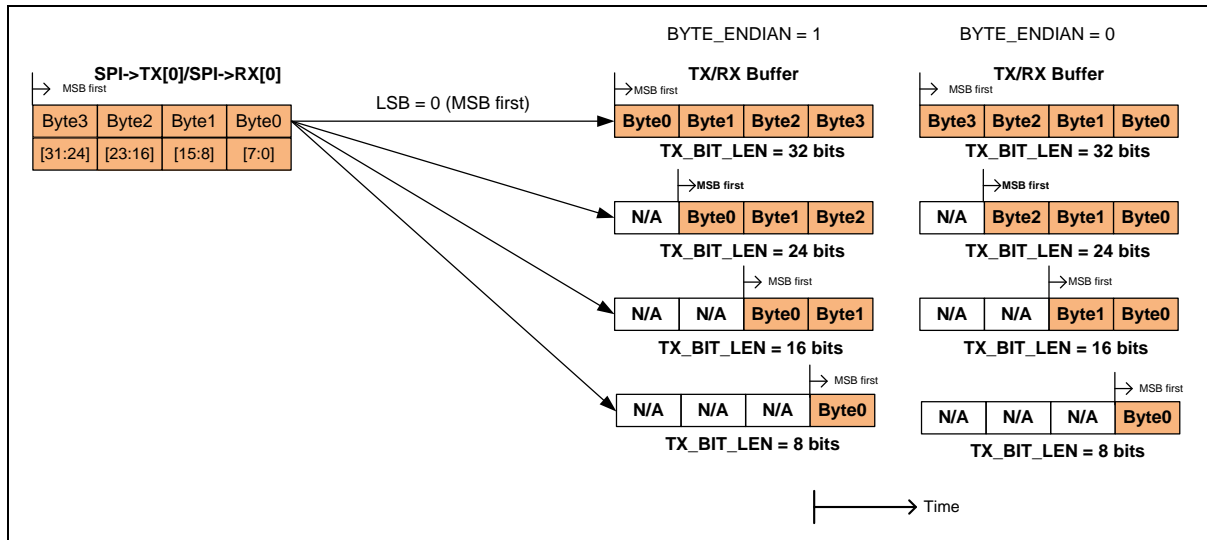 BYTE_ENDIAN = 1 BYTE_ENDIAN = 0
SPI->TX[0]/SPI->RX[0] TX/RX Buffer TX/RX Buffer
MSB first LSB = 0 (MSB first) MSB first MSB first
Byte3 Byte2 Byte1 Byte0 Byte0 Byte1 Byte2 Byte3 Byte3 Byte2 Byte1 Byte0
[31:24] [23:16] [15:8] [7:0] TX_BIT_LEN = 32 bits TX_BIT_LEN = 32 bits
MSB first MSB first
N/A Byte0 Byte1 Byte2 N/A Byte2 Byte1 Byte0
TX_BIT_LEN = 24 bits TX_BIT_LEN = 24 bits
MSB first MSB first
N/A N/A Byte0 Byte1 N/A N/A Byte1 Byte0
TX_BIT_LEN = 16 bits TX_BIT_LEN = 16 bits
MSB first MSB first
N/A N/A N/A Byte0 N/A N/A N/A Byte0
TX_BIT_LEN = 8 bits TX_BIT_LEN = 8 bits
Time